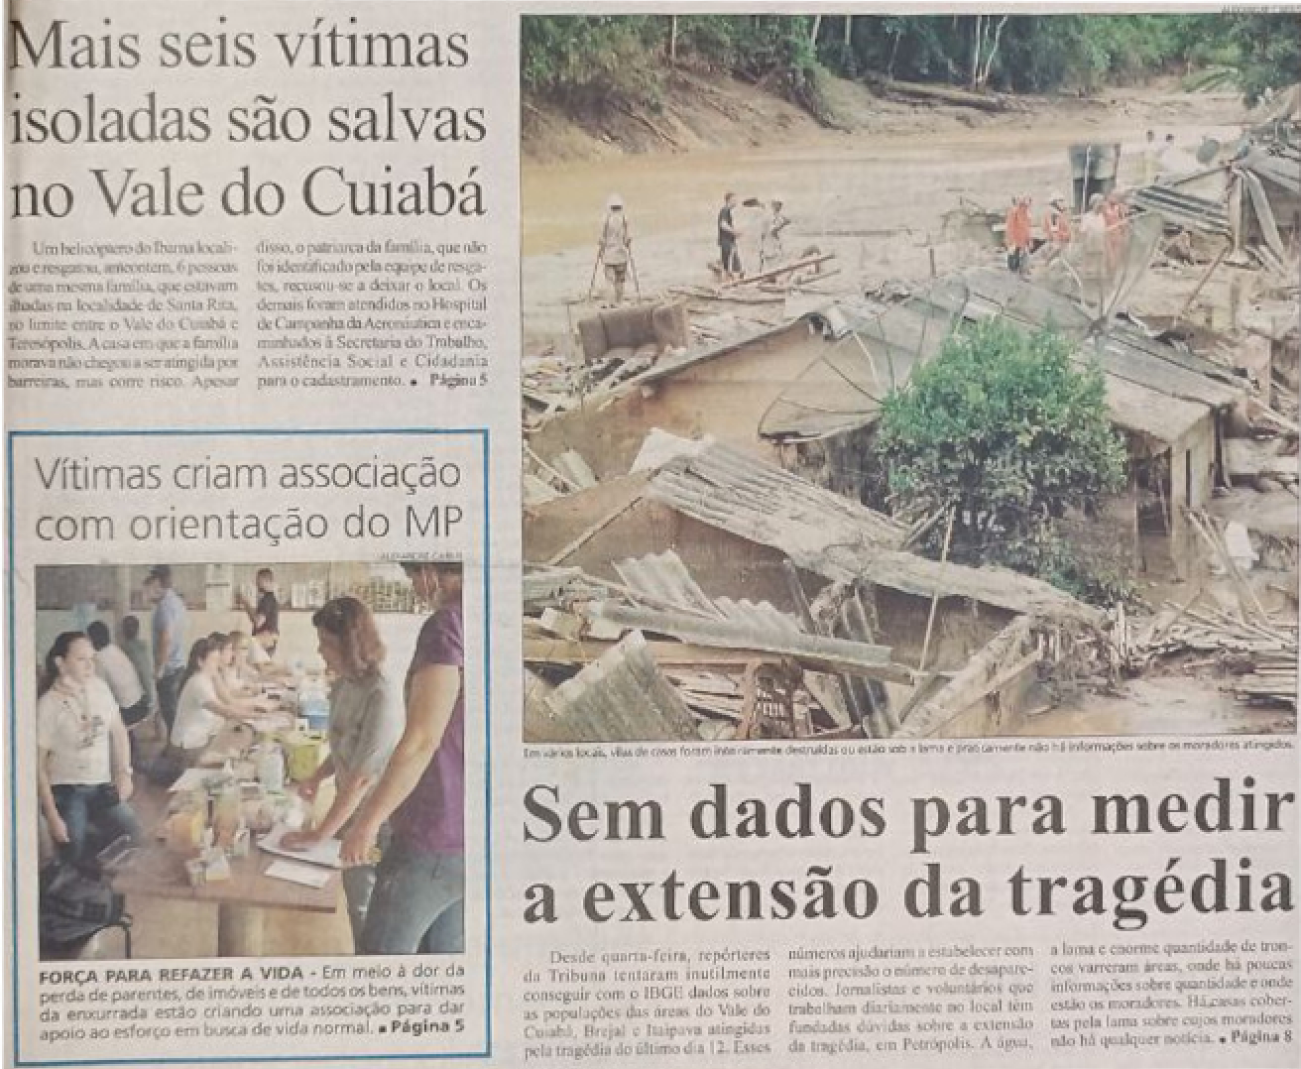 Mais seis vítimas
isoladas são salvas
no Vale do Cuiabá
Um helicóptero do Ibama locali-
zou e resgatou, anteontem, 6 pessoas
de uma mesma família, que estavam
ilhadas na localidade de Santa Rita,
no limite entre o Vale do Cuiabá e
Teresópolis. A casa em que a família
morava não chegou a ser atingida por
barreiras, mas corre risco. Apesar
disso, o patriarca da família, que não
foi identificado pela equipe de resga-
tes, recusou-se a deixar o local. Os
demais foram atendidos no Hospital
de Campanha da Aeronáutica e enca-
minhados à Secretaria do Trabalho,
Assistência Social e Cidadania
para o cadastramento. ● Página 5
Vítimas criam associação
com orientação do MP
FORÇA PARA REFAZER A VIDA - Em meio à dor da
perda de parentes, de imóveis e de todos os bens, vítimas
da enxurrada estão criando uma associação para dar
apoio ao esforço em busca de vida normal. ■ Página 5
Em vários locais, vilas de casas foram inteiramente destruídas ou estão sob a lama e praticamente não há informações sobre os moradores atingidos.
Sem dados para medir
a extensão da tragédia
Desde quarta-feira, repórteres
da Tribuna tentaram inutilmente
conseguir com o IBGE dados sobre
as populações das áreas do Vale do
Cuiabá, Brejal e Itaipava atingidas
pela tragédia do último dia 12. Esses
números ajudariam a estabelecer com
mais precisão o número de desapare-
cidos. Jornalistas e voluntários que
trabalham diariamente no local têm
fundadas dúvidas sobre a extensão
da tragédia, em Petrópolis. A água,
a lama e enorme quantidade de tron-
cos varreram áreas, onde há poucas
informações sobre quantidade e onde
estão os moradores. Há casas cober-
tas pela lama sobre cujos moradores
não há qualquer notícia. ● Página 8